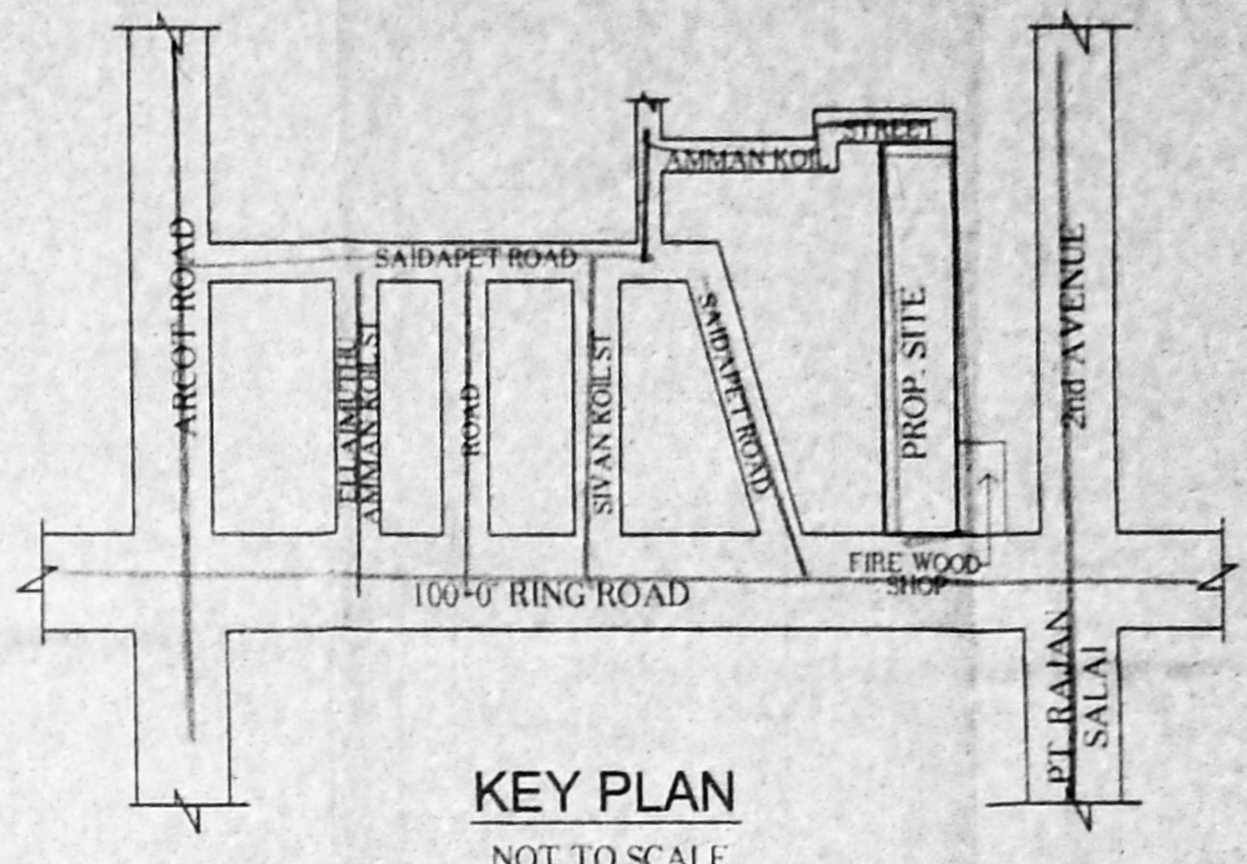 STREET
AMMAN KOIL
SAIDAPET ROAD
ARCOT ROAD
ELLAIMUTHU
AMMAN KOIL ST
ROAD
SIVAN KOIL ST
SAIDAPET ROAD
PROP. SITE
2nd AVENUE
FIRE WOOD
SHOP
100'-0" RING ROAD
PT. RAJAN
SALAI
KEY PLAN
NOT TO SCALE